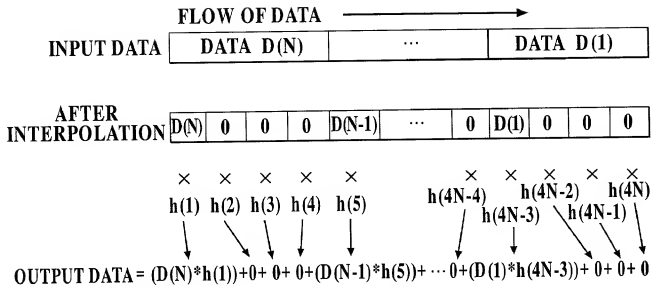 FLOW OF DATA
INPUT DATA DATA D(N) ... DATA D(1)
AFTER
INTERPOLATION D(N) 0 0 0 D(N-1) ... 0 D(1) 0 0 0
× × × × × × × × × ×
h(1) h(2) h(3) h(4) h(5) h(4N-4) h(4N-3) h(4N-2) h(4N-1) h(4N)
OUTPUT DATA = (D(N)*h(1))+0+ 0+ 0+(D(N-1)*h(5))+ ... 0+(D(1)*h(4N-3))+ 0+ 0+ 0